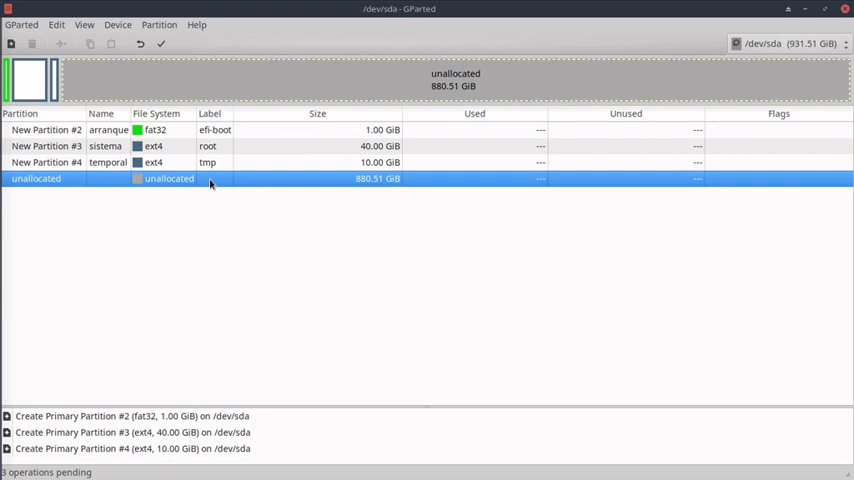 /dev/sda - GParted
GParted Edit View Device Partition Help
/dev/sda (931.51 GiB)
unallocated
880.51 GiB
Partition Name File System Label Size Used Unused Flags
New Partition #2 arranque fat32 efi-boot 1.00 GiB --- ---
New Partition #3 sistema ext4 root 40.00 GiB --- ---
New Partition #4 temporal ext4 tmp 10.00 GiB --- ---
unallocated unallocated 880.51 GiB --- ---
Create Primary Partition #2 (fat32, 1.00 GiB) on /dev/sda
Create Primary Partition #3 (ext4, 40.00 GiB) on /dev/sda
Create Primary Partition #4 (ext4, 10.00 GiB) on /dev/sda
3 operations pending